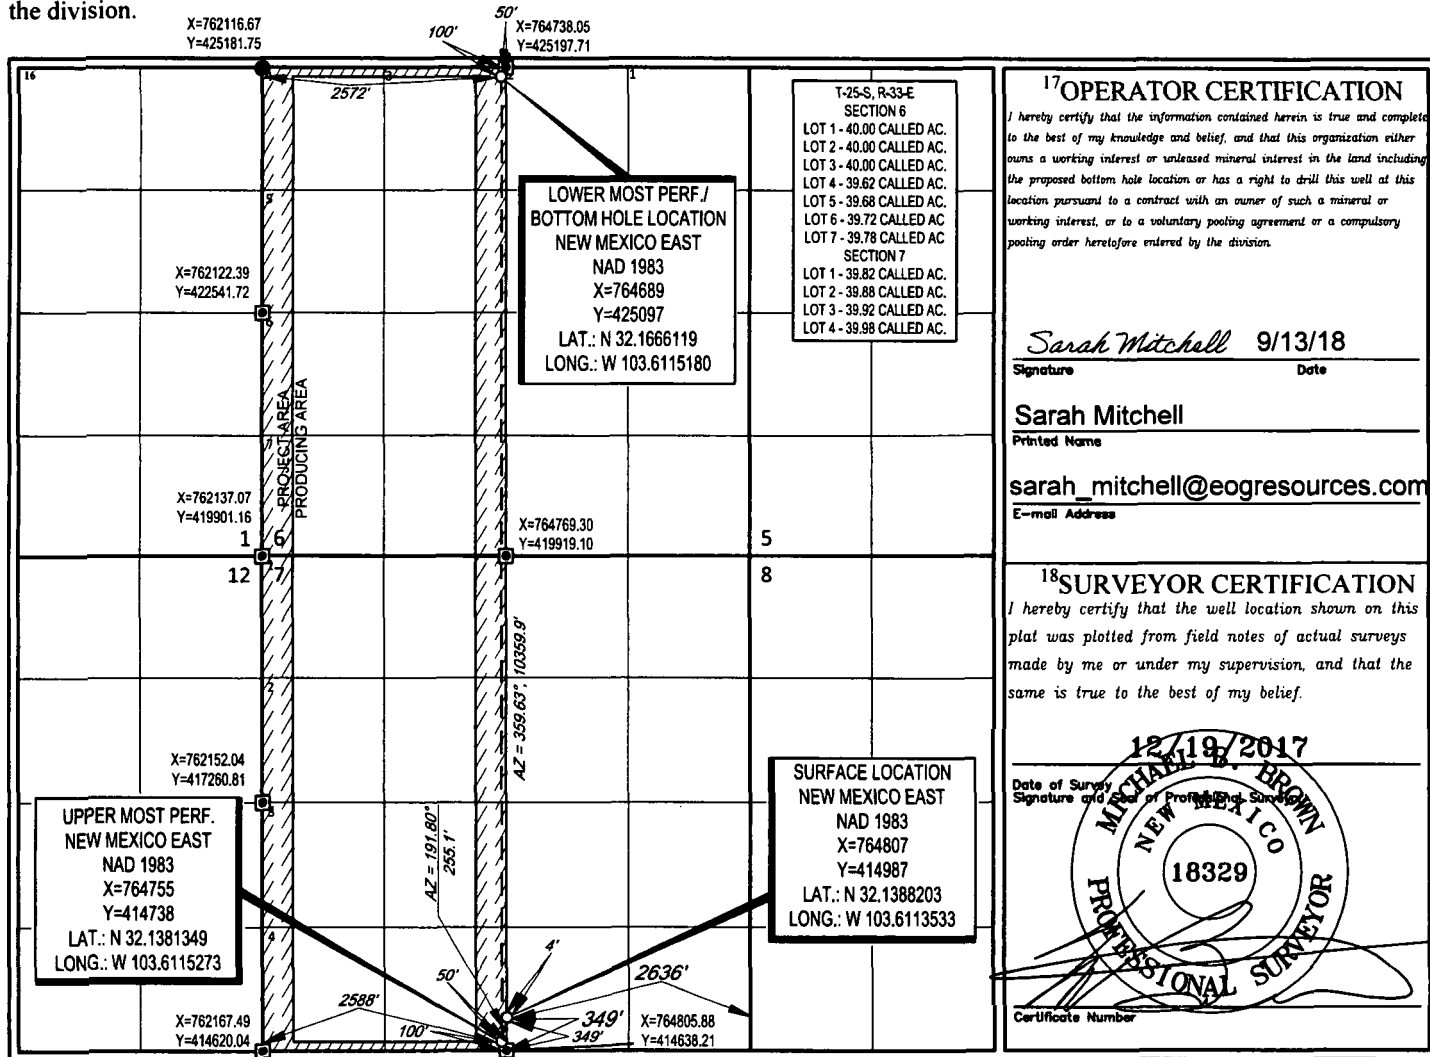 the division.
X=762116.67
Y=425181.75
100'
50'
X=764738.05
Y=425197.71
16
2572'
3
2
1
T-25-S, R-33-E
SECTION 6
LOT 1 - 40.00 CALLED AC.
LOT 2 - 40.00 CALLED AC.
LOT 3 - 40.00 CALLED AC.
LOT 4 - 39.62 CALLED AC.
LOT 5 - 39.68 CALLED AC.
LOT 6 - 39.72 CALLED AC
LOT 7 - 39.78 CALLED AC
SECTION 7
LOT 1 - 39.82 CALLED AC.
LOT 2 - 39.88 CALLED AC.
LOT 3 - 39.92 CALLED AC.
LOT 4 - 39.98 CALLED AC.
5
LOWER MOST PERF./
BOTTOM HOLE LOCATION
NEW MEXICO EAST
NAD 1983
X=764689
Y=425097
LAT.: N 32.1666119
LONG.: W 103.6115180
X=762122.39
Y=422541.72
6
PROJECT AREA
PRODUCING AREA
7
X=762137.07
Y=419901.16
1 6
12 7
X=764769.30
Y=419919.10
5
8
AZ = 359.63°, 10359.9'
2
X=762152.04
Y=417260.81
3
UPPER MOST PERF.
NEW MEXICO EAST
NAD 1983
X=764755
Y=414738
LAT.: N 32.1381349
LONG.: W 103.6115273
AZ = 191.80°
255.1'
SURFACE LOCATION
NEW MEXICO EAST
NAD 1983
X=764807
Y=414987
LAT.: N 32.1388203
LONG.: W 103.6113533
4
4'
50'
2636'
2588'
100'
349'
349'
X=762167.49
Y=414620.04
X=764805.88
Y=414638.21
17 OPERATOR CERTIFICATION
I hereby certify that the information contained herein is true and complete
to the best of my knowledge and belief, and that this organization either
owns a working interest or unleased mineral interest in the land including
the proposed bottom hole location or has a right to drill this well at this
location pursuant to a contract with an owner of such a mineral or
working interest, or to a voluntary pooling agreement or a compulsory
pooling order heretofore entered by the division.
Sarah Mitchell 9/13/18
Signature Date
Sarah Mitchell
Printed Name
sarah_mitchell@eogresources.com
E-mail Address
18 SURVEYOR CERTIFICATION
I hereby certify that the well location shown on this
plat was plotted from field notes of actual surveys
made by me or under my supervision, and that the
same is true to the best of my belief.
12/19/2017
Date of Survey
Signature and Seal of Professional Surveyor
MICHAEL B. BROWN
NEW MEXICO
18329
PROFESSIONAL SURVEYOR
Certificate Number